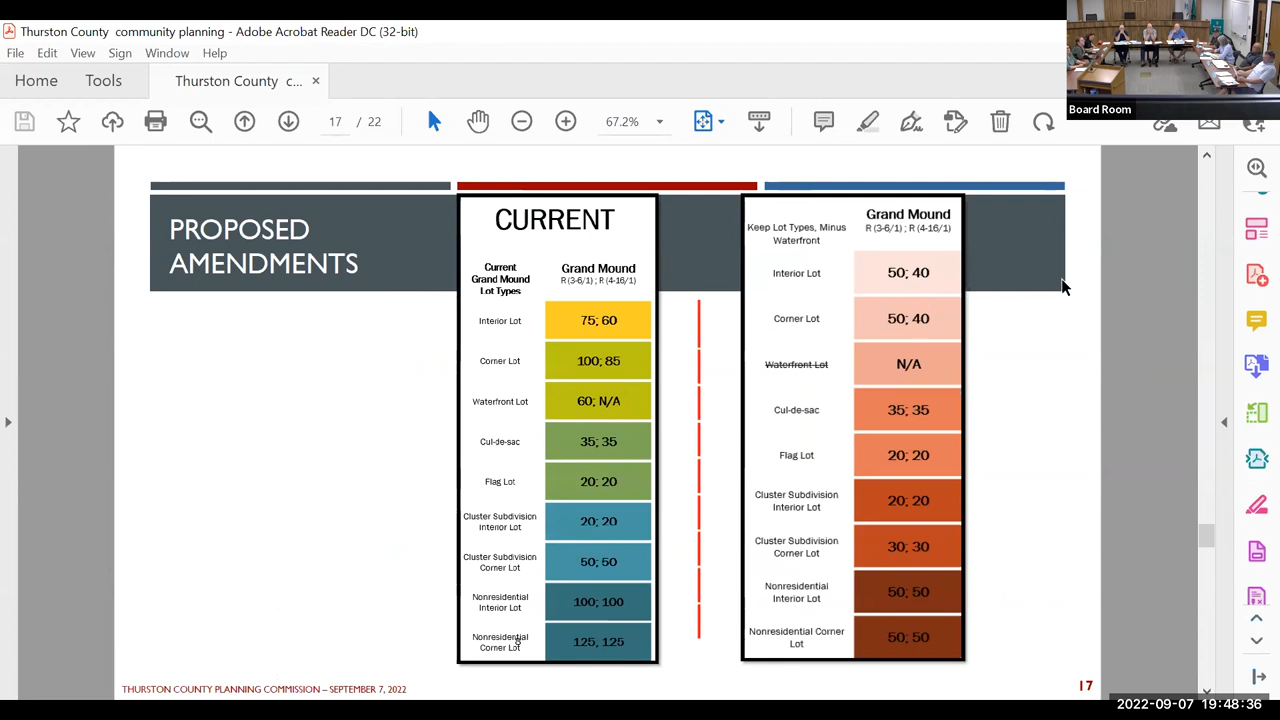 Thurston County community planning - Adobe Acrobat Reader DC (32-bit)
File Edit View Sign Window Help
Home Tools Thurston County c... ×
17 / 67.2%
Board Room
PROPOSED
AMENDMENTS
CURRENT
Current
Grand Mound
Lot Types
Grand Mound
R (3-6/1) ; R (4-16/1)
Interior Lot 75; 60
Corner Lot 100; 85
Waterfront Lot 60; N/A
Cul-de-sac 35; 35
Flag Lot 20; 20
Cluster Subdivision
Interior Lot
20; 20
Cluster Subdivision
Corner Lot
50; 50
Nonresidential
Interior Lot
100; 100
Nonresidential
Corner Lot
125, 125
Keep Lot Types, Minus
Waterfront
Grand Mound
R (3-6/1) ; R (4-16/1)
Interior Lot 50; 40
Corner Lot 50; 40
Waterfront Lot N/A
Cul-de-sac 35; 35
Flag Lot 20; 20
Cluster Subdivision
Interior Lot
20; 20
Cluster Subdivision
Corner Lot
30; 30
Nonresidential
Interior Lot
50; 50
Nonresidential Corner
Lot
50; 50
THURSTON COUNTY PLANNING COMMISSION – SEPTEMBER 7, 2022
17
2022-09-07 19:48:36